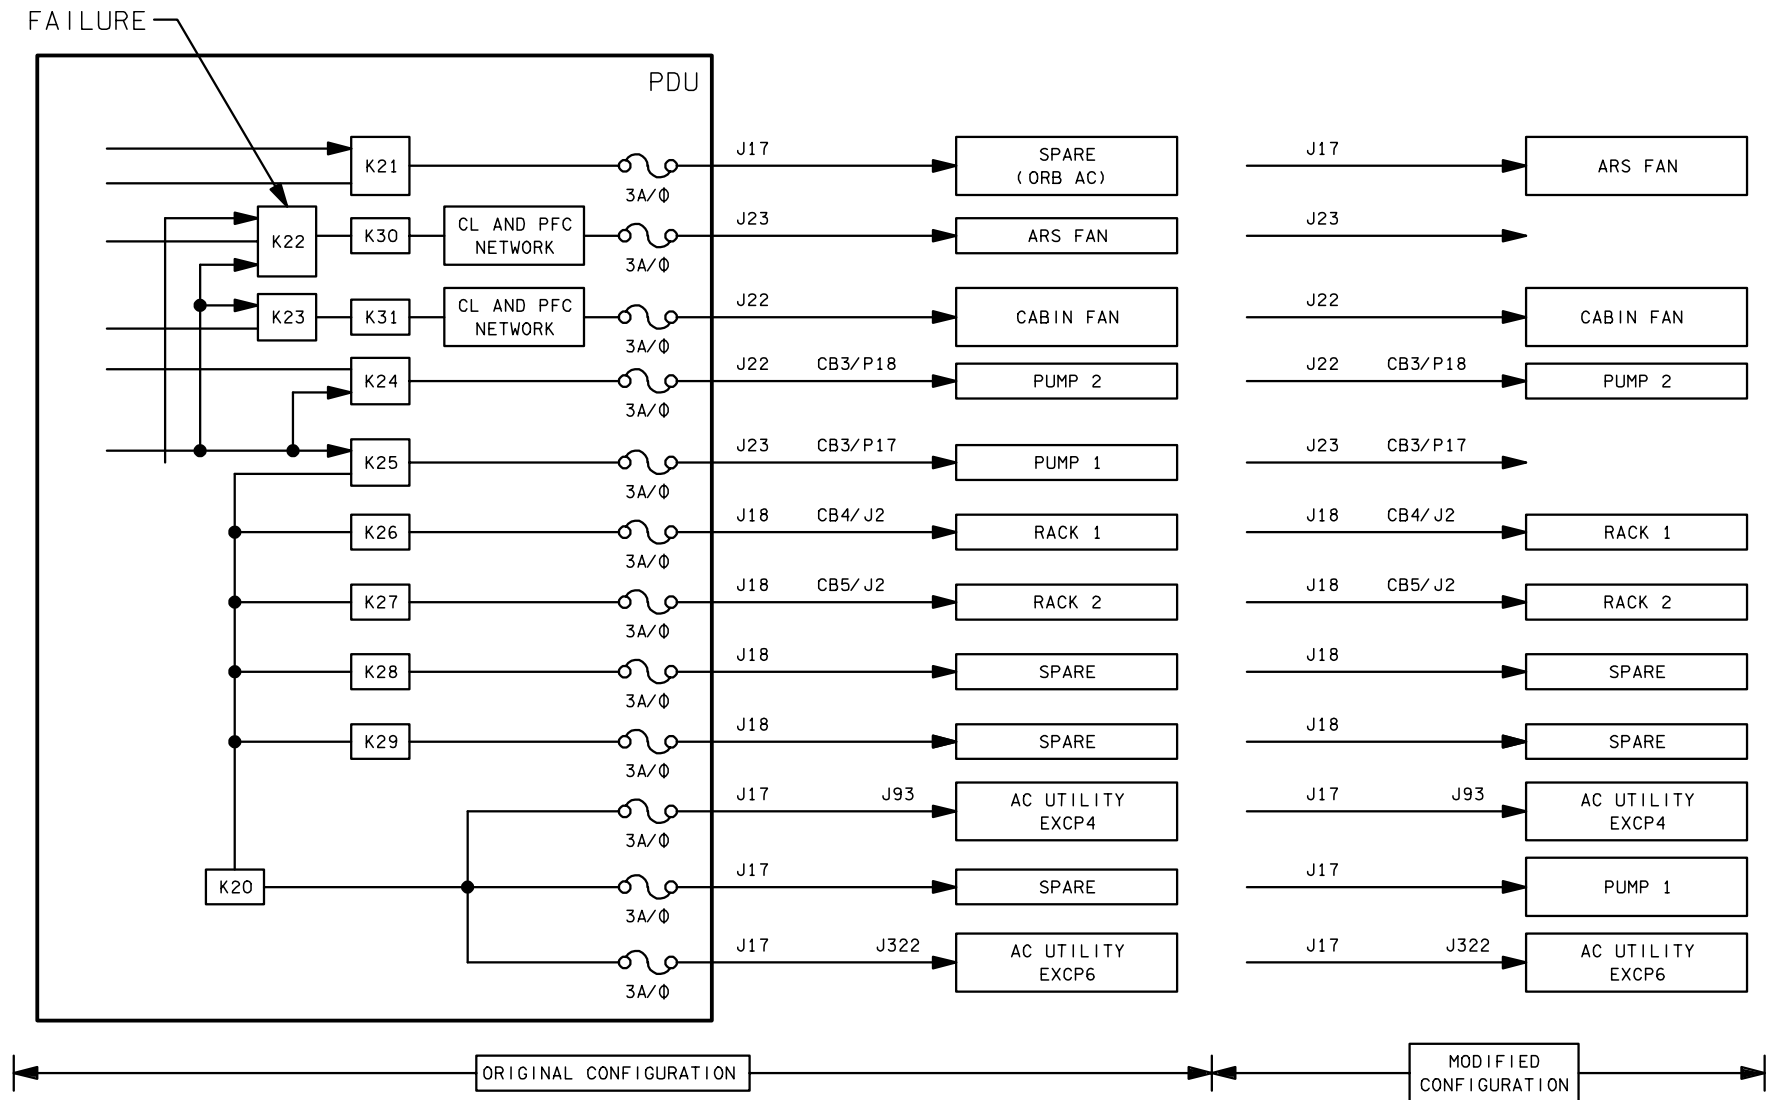 FAILURE
PDU
K21
3A/Φ
J17
SPARE
(ORB AC)
J17
ARS FAN
K22
K30
CL AND PFC
NETWORK
3A/Φ
J23
ARS FAN
J23
K23
K31
CL AND PFC
NETWORK
3A/Φ
J22
CABIN FAN
J22
CABIN FAN
K24
3A/Φ
J22 CB3/P18
PUMP 2
J22 CB3/P18
PUMP 2
K25
3A/Φ
J23 CB3/P17
PUMP 1
J23 CB3/P17
K26
3A/Φ
J18 CB4/J2
RACK 1
J18 CB4/J2
RACK 1
K27
3A/Φ
J18 CB5/J2
RACK 2
J18 CB5/J2
RACK 2
K28
3A/Φ
J18
SPARE
J18
SPARE
K29
3A/Φ
J18
SPARE
J18
SPARE
3A/Φ
J17 J93
AC UTILITY
EXCP4
J17 J93
AC UTILITY
EXCP4
K20
3A/Φ
J17
SPARE
J17
PUMP 1
3A/Φ
J17 J322
AC UTILITY
EXCP6
J17 J322
AC UTILITY
EXCP6
ORIGINAL CONFIGURATION
MODIFIED
CONFIGURATION